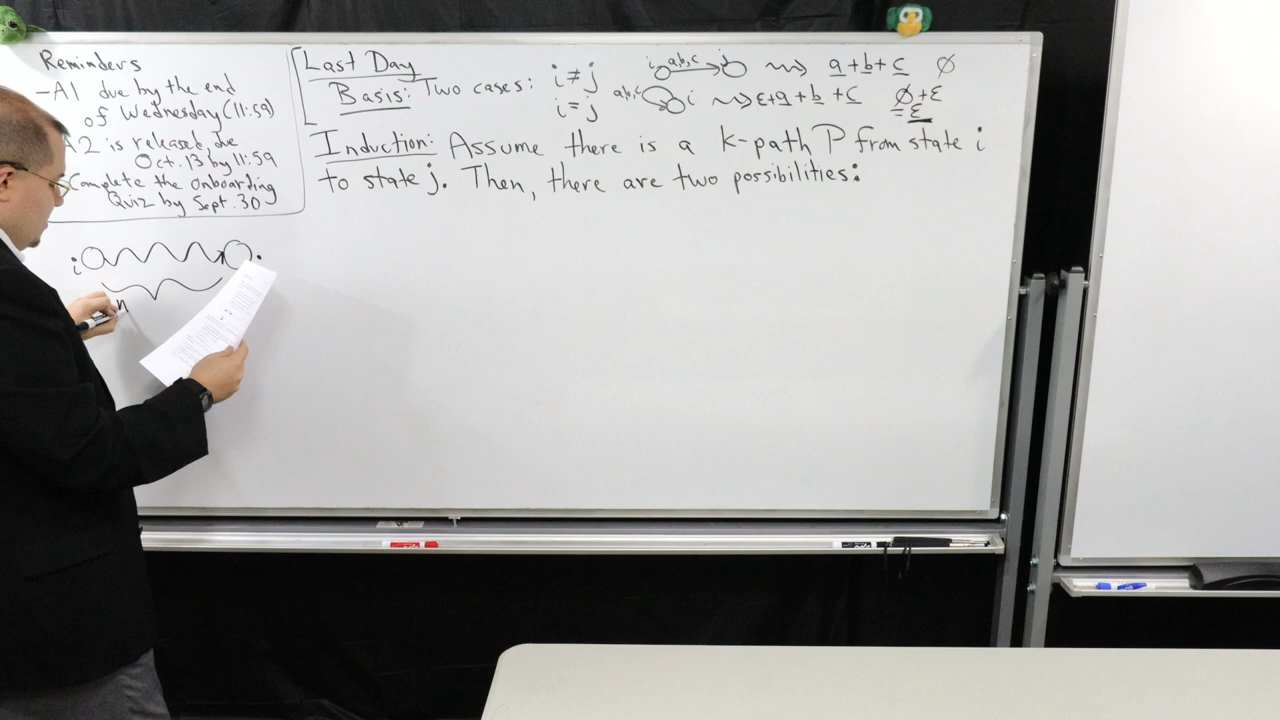 Reminders
-A1 due by the end
of Wednesday (11:59)
A2 is released, due
Oct. 13 by 11:59
Complete the Onboarding
Quiz by Sept. 30
i
n
Last Day
Basis: Two cases: i ≠ j
i = j
i a,b,c j ⇝ a + b + c ∅
a,b,c i ⇝ ε + a + b + c ∅ + ε
= ε
Induction: Assume there is a k-path P from state i
to state j. Then, there are two possibilities: